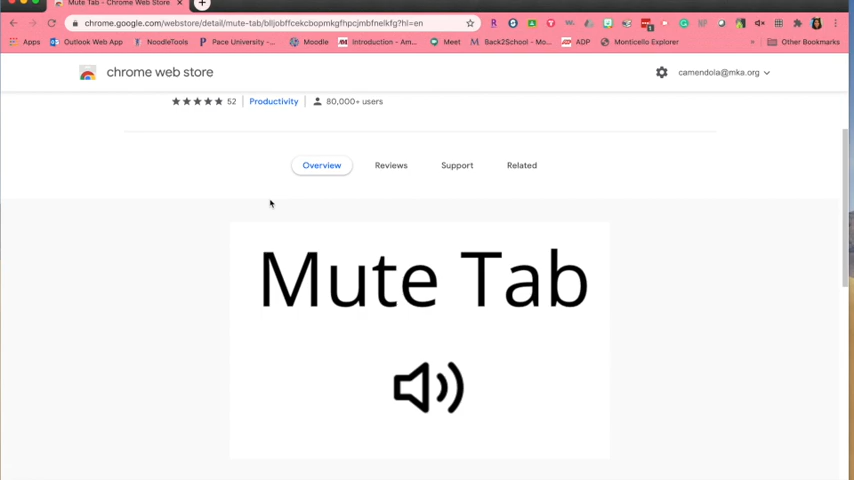 Mute Tab - Chrome Web Store
chrome.google.com/webstore/detail/mute-tab/blljobffcekcbopmkgfhpcjmbfnelkfg?hl=en
Apps Outlook Web App NoodleTools Pace University -... Moodle Introduction - Am... Meet Back2School - Mo... ADP Monticello Explorer » Other Bookmarks
chrome web store camendola@mka.org
52 Productivity 80,000+ users
Overview Reviews Support Related
Mute Tab